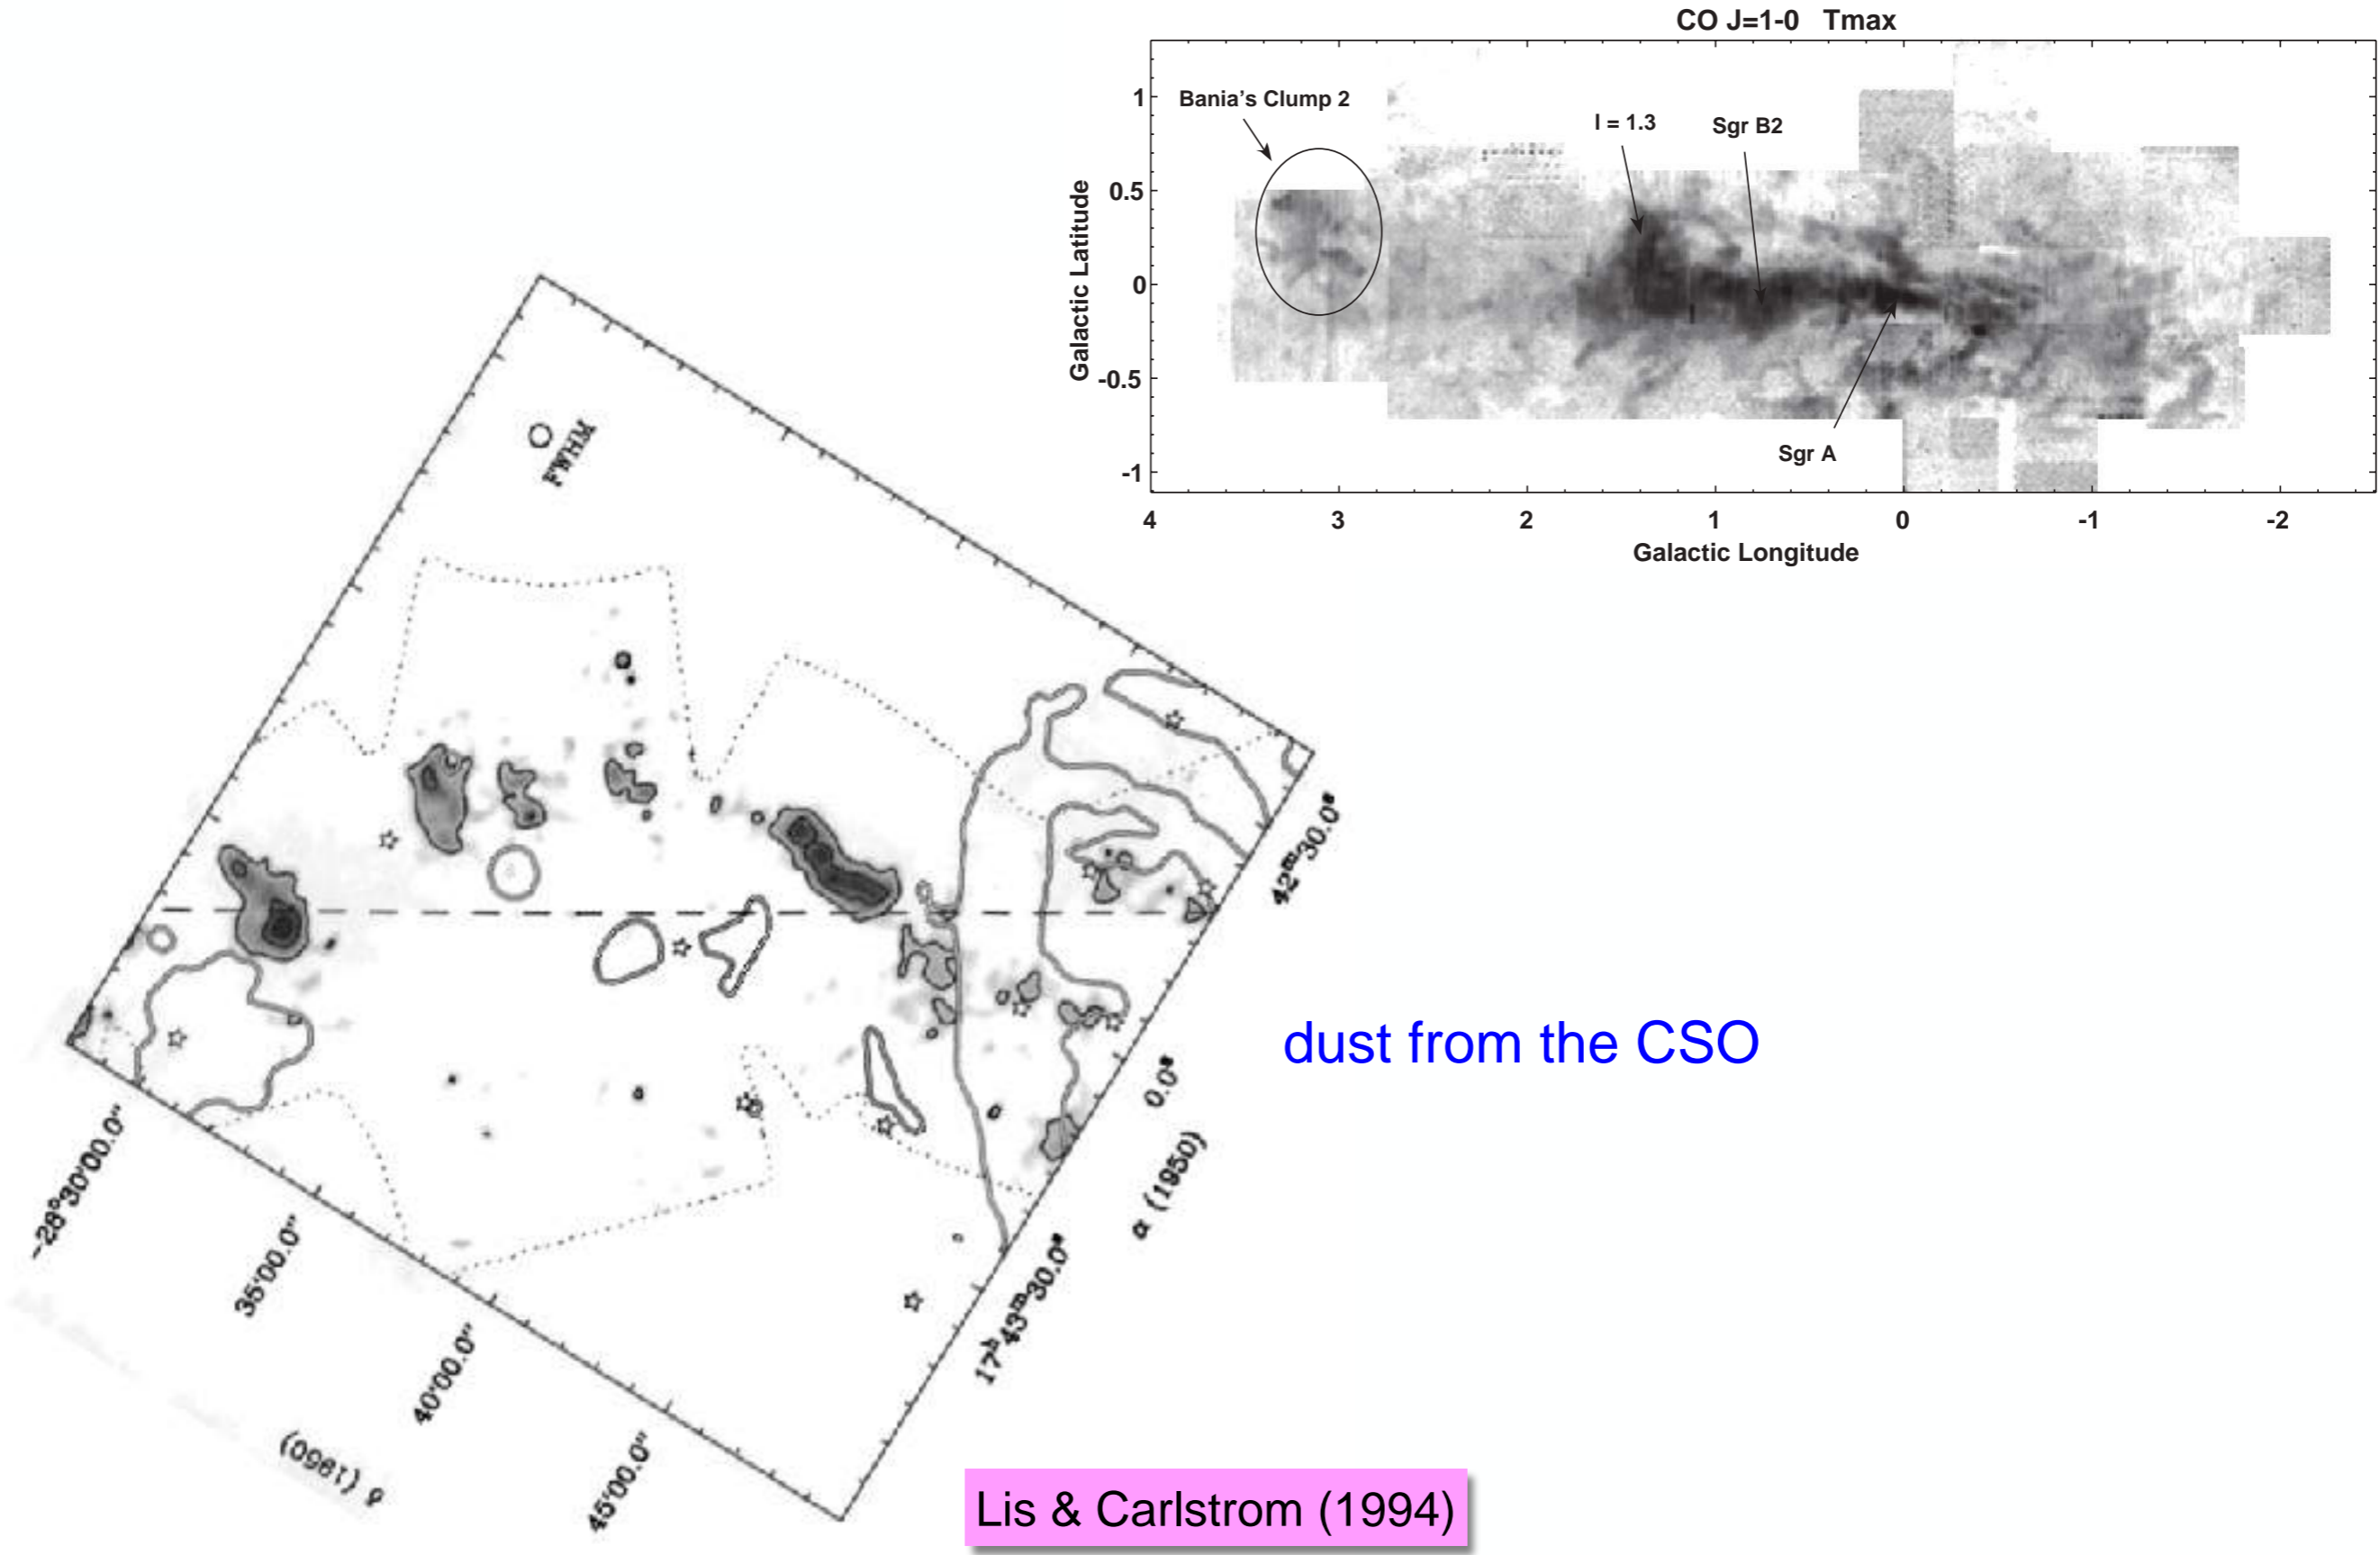 CO J=1-0 Tmax
Bania's Clump 2
l = 1.3
Sgr B2
Sgr A
1
0.5
0
-0.5
-1
Galactic Latitude
4 3 2 1 0 -1 -2
Galactic Longitude
FWHM
42ᵐ30.0ˢ
0.0ˢ
α (1950)
17ʰ43ᵐ30.0ˢ
-28°30'00.0"
35'00.0"
40'00.0"
45'00.0"
δ (1950)
dust from the CSO
Lis & Carlstrom (1994)